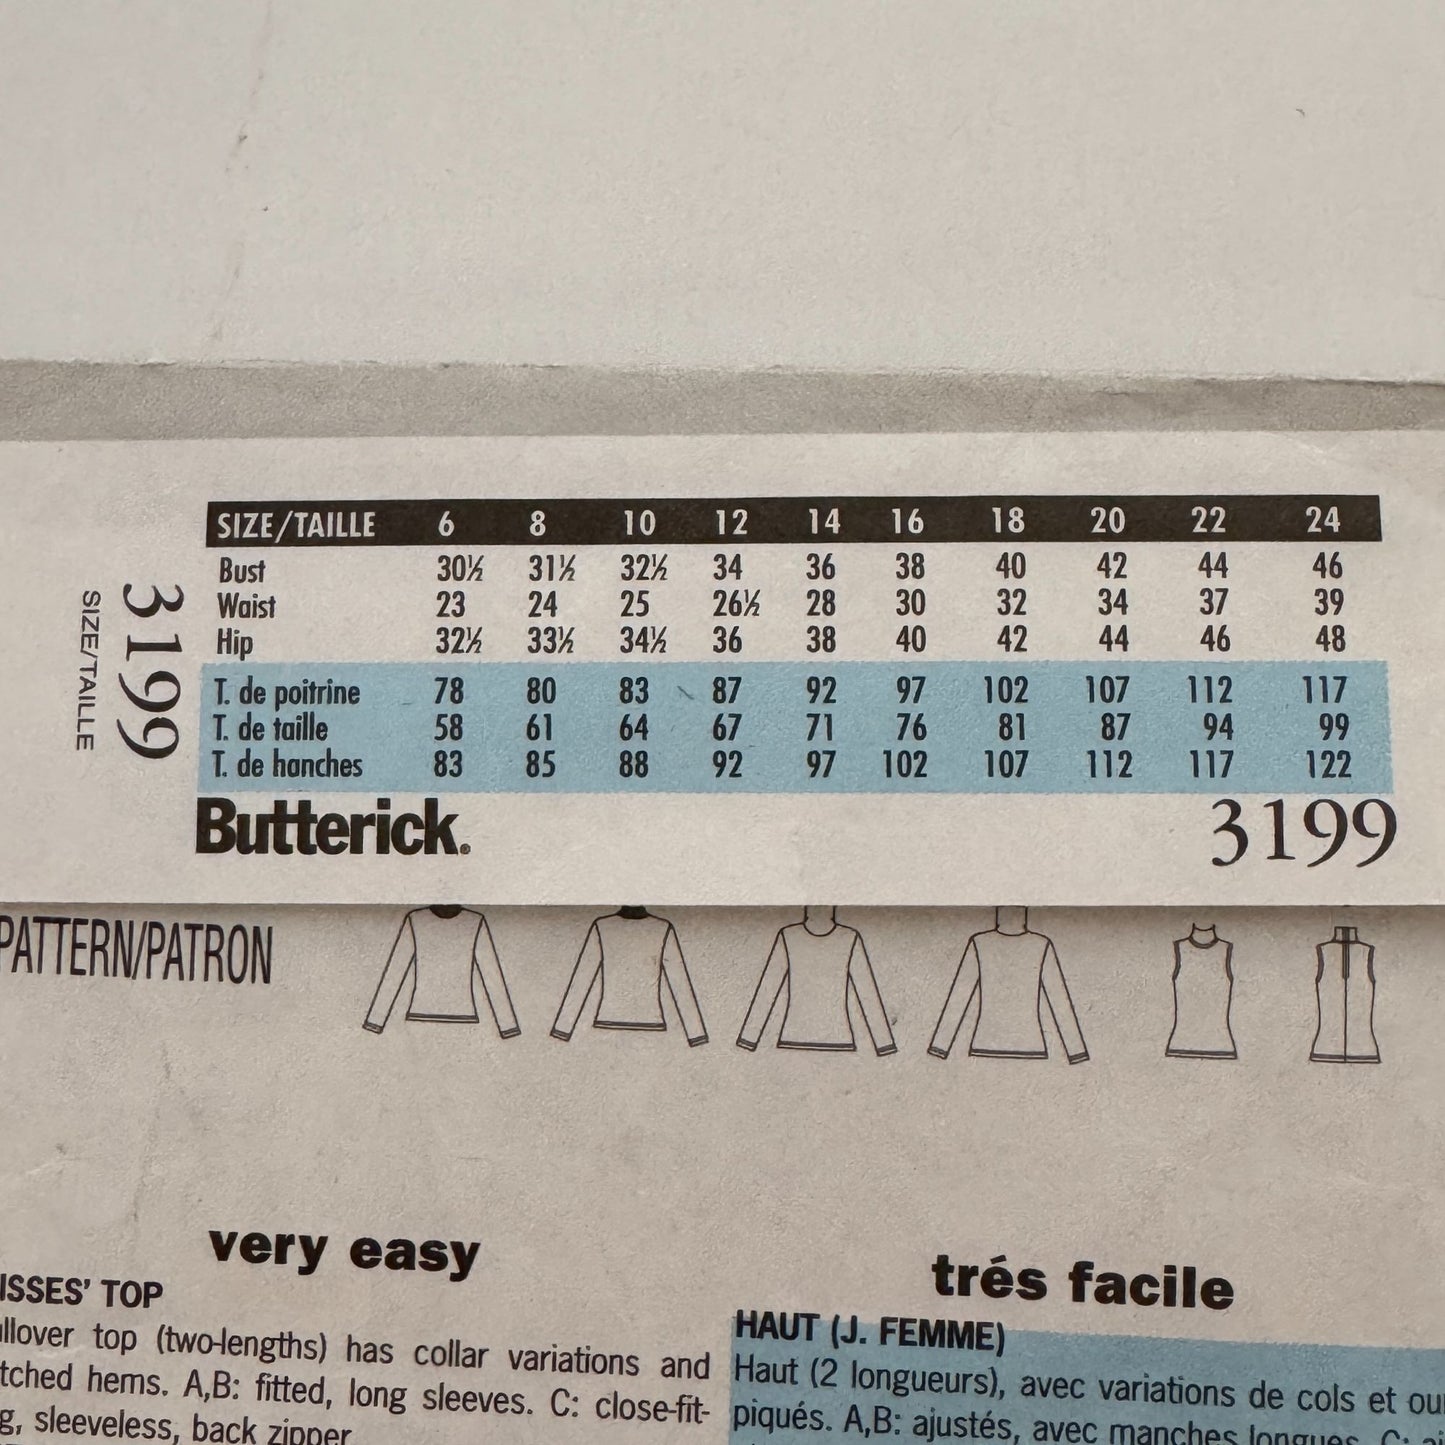 SIZE/TAILLE 6 8 10 12 14 16 18 20 22 24
Bust 30½ 31½ 32½ 34 36 38 40 42 44 46
Waist 23 24 25 26½ 28 30 32 34 37 39
Hip 32½ 33½ 34½ 36 38 40 42 44 46 48
T. de poitrine 78 80 83 87 92 97 102 107 112 117
T. de taille 58 61 64 67 71 76 81 87 94 99
T. de hanches 83 85 88 92 97 102 107 112 117 122
3199
SIZE/TAILLE
Butterick. 3199
PATTERN/PATRON
very easy
ISSES' TOP
llover top (two-lengths) has collar variations and
tched hems. A,B: fitted, long sleeves. C: close-fit-
g, sleeveless, back zipper
trés facile
HAUT (J. FEMME)
Haut (2 longueurs), avec variations de cols et
piqués. A,B: ajustés, avec manches longues. C: